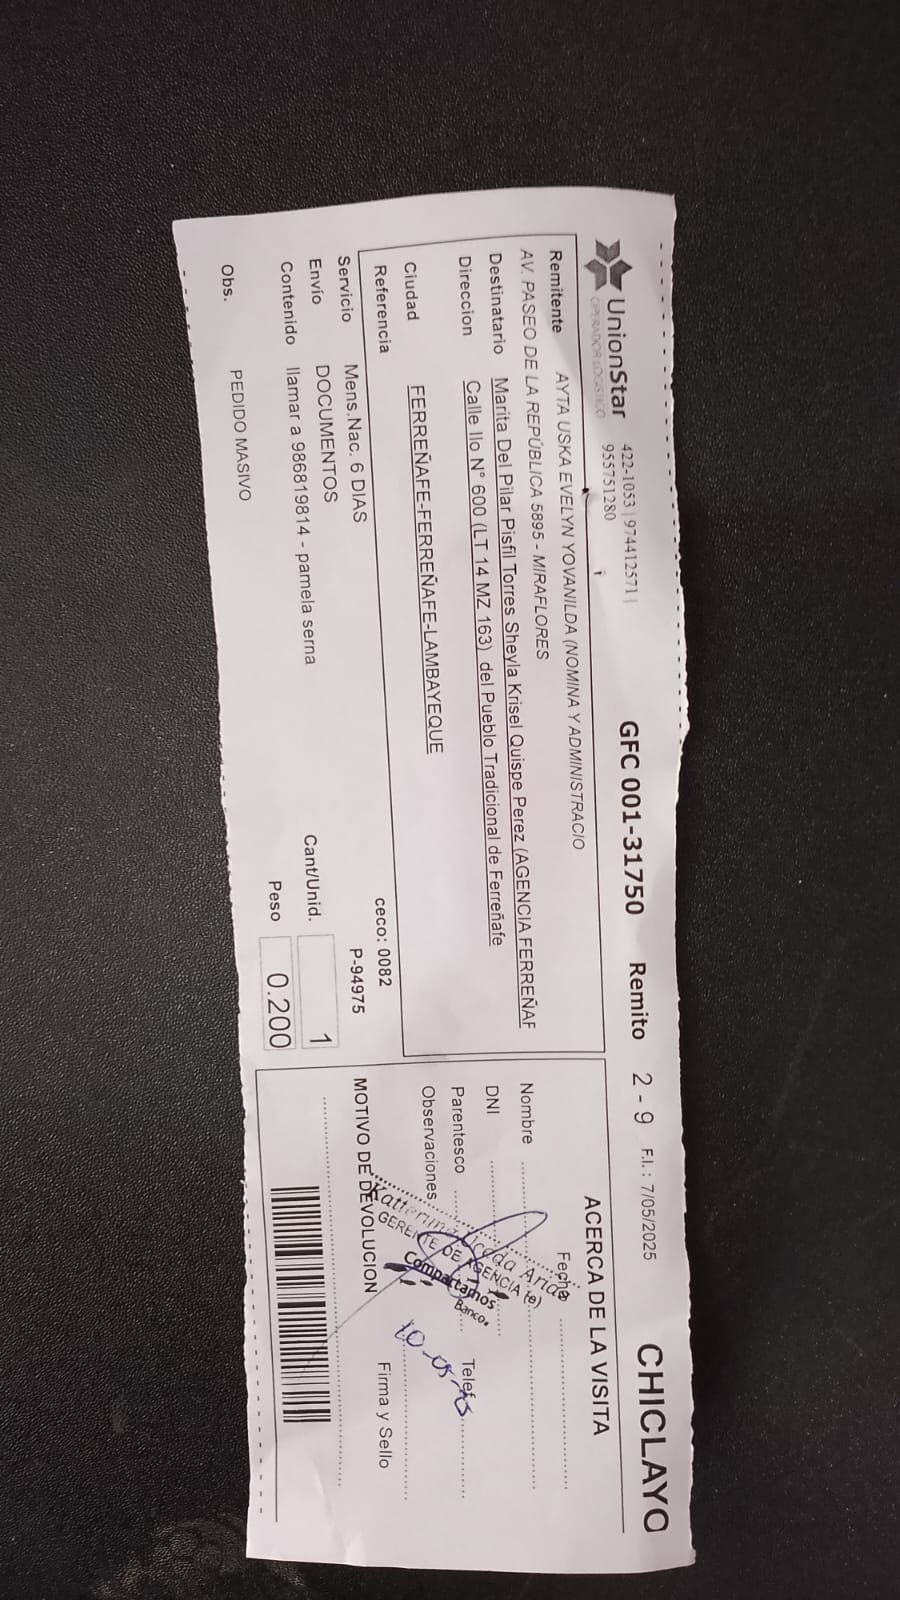 UnionStar
OPERADOR LOGISTICO
422-1053 | 974412571 |
955751280
GFC 001-31750 Remito 2 - 9 F.I.: 7/05/2025 CHICLAYO
Remitente AYTA USKA EVELYN YOVANILDA (NOMINA Y ADMINISTRACIO
AV. PASEO DE LA REPÚBLICA 5895 - MIRAFLORES
Destinatario Marita Del Pilar Pisfil Torres Sheyla Krisel Quispe Perez (AGENCIA FERREÑAF
Direccion Calle Ilo N° 600 (LT 14 MZ 163) del Pueblo Tradicional de Ferreñafe
Ciudad FERREÑAFE-FERREÑAFE-LAMBAYEQUE
Referencia ceco: 0082
Servicio Mens.Nac. 6 DIAS P-94975
Envío DOCUMENTOS Cant/Unid. 1
Contenido llamar a 986819814 - pamela serna Peso 0.200
Obs. PEDIDO MASIVO
ACERCA DE LA VISITA
Fecha
Nombre
DNI
Parentesco
Observaciones
MOTIVO DE DEVOLUCION
Firma y Sello
GERENTE DE AGENCIA (e)
Compartamos
Banco